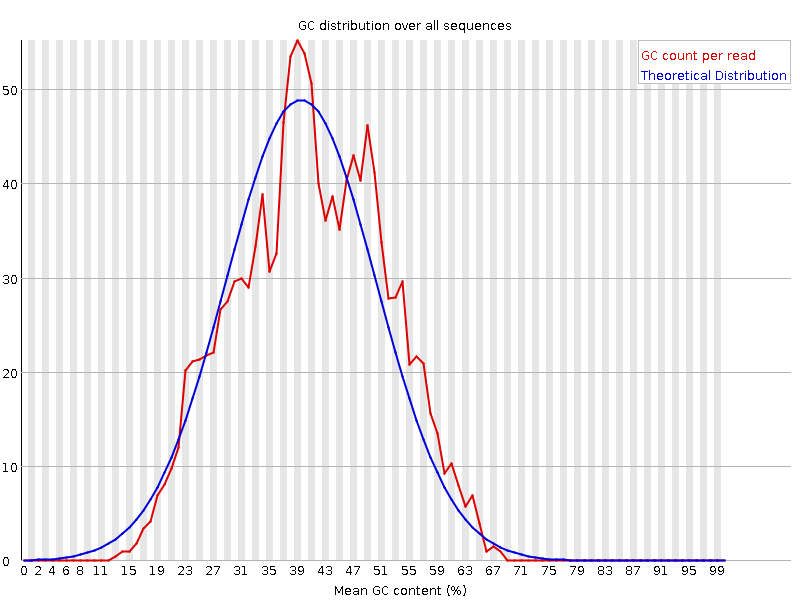 GC distribution over all sequences
GC count per read
Theoretical Distribution
50
40
30
20
10
0
0 2 4 6 8 11 15 19 23 27 31 35 39 43 47 51 55 59 63 67 71 75 79 83 87 91 95 99
Mean GC content (%)